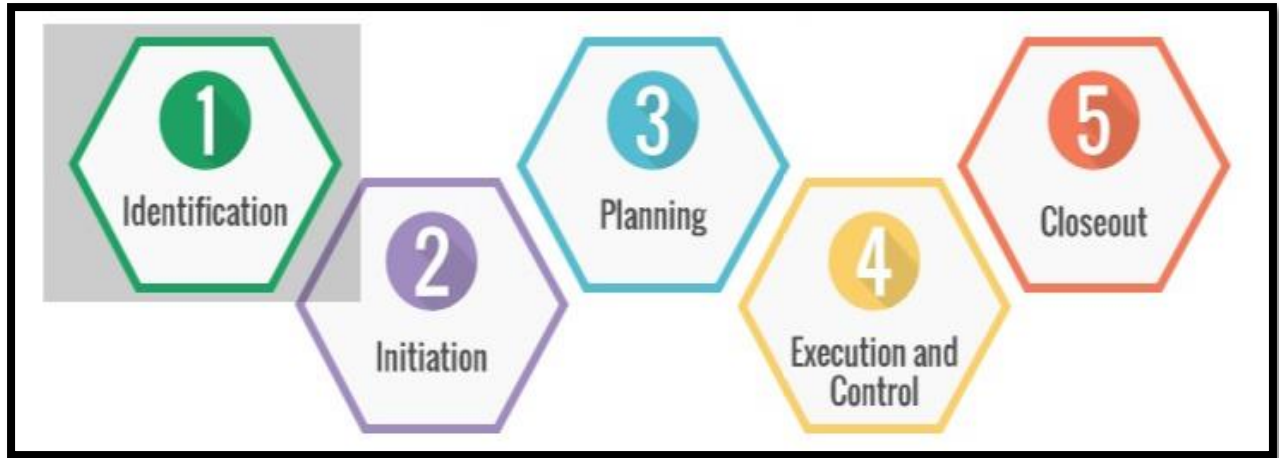 1
Identification
2
Initiation
3
Planning
4
Execution and
Control
5
Closeout